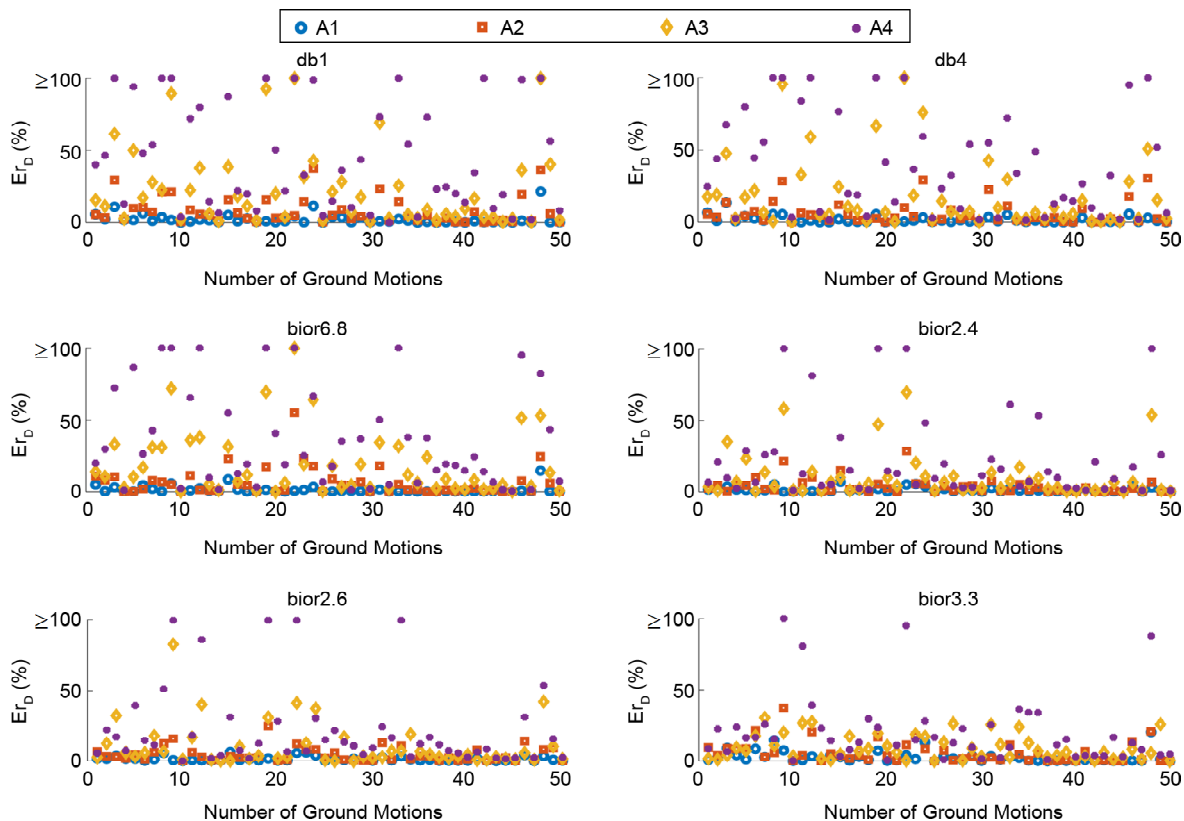 A1 A2 A3 A4
db1
≥100
50
0
Er_D (%)
0 10 20 30 40 50
Number of Ground Motions
db4
≥100
50
0
Er_D (%)
0 10 20 30 40 50
Number of Ground Motions
bior6.8
≥100
50
0
Er_D (%)
0 10 20 30 40 50
Number of Ground Motions
bior2.4
≥100
50
0
Er_D (%)
0 10 20 30 40 50
Number of Ground Motions
bior2.6
≥100
50
0
Er_D (%)
0 10 20 30 40 50
Number of Ground Motions
bior3.3
≥100
50
0
Er_D (%)
0 10 20 30 40 50
Number of Ground Motions